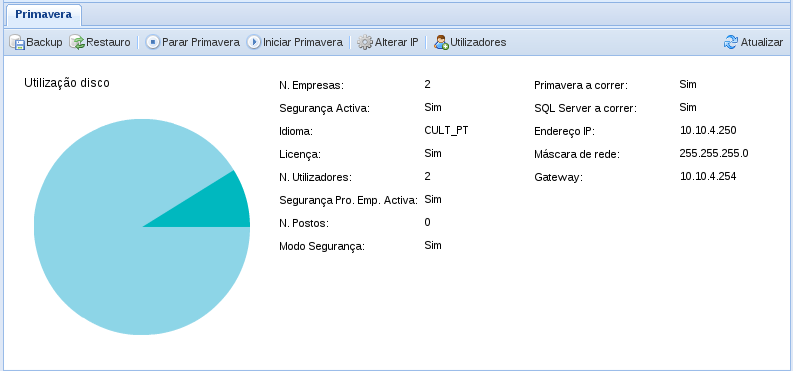 Primavera
Backup Restauro Parar Primavera Iniciar Primavera Alterar IP Utilizadores Atualizar
Utilização disco
N. Empresas: 2
Segurança Activa: Sim
Idioma: CULT_PT
Licença: Sim
N. Utilizadores: 2
Segurança Pro. Emp. Activa: Sim
N. Postos: 0
Modo Segurança: Sim
Primavera a correr: Sim
SQL Server a correr: Sim
Endereço IP: 10.10.4.250
Máscara de rede: 255.255.255.0
Gateway: 10.10.4.254